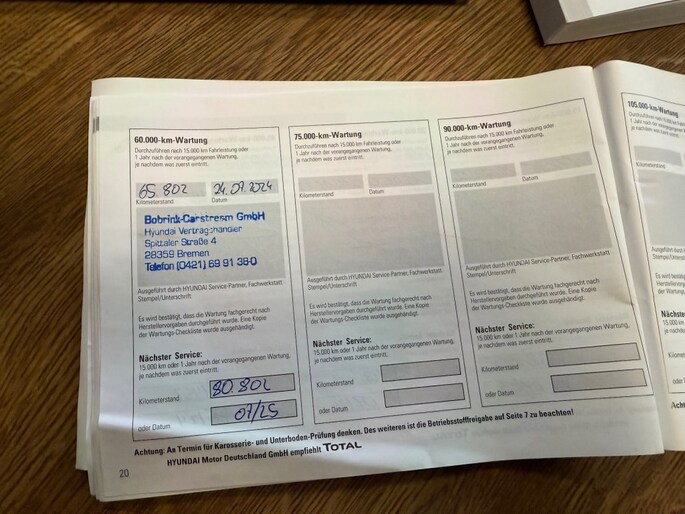 60.000-km-Wartung
Durchzuführen nach 15.000 km Fahrleistung oder
1 Jahr nach der vorangegangenen Wartung,
je nachdem was zuerst eintritt.
65.802
24.07.2024
Kilometerstand
Datum
Bobrink-Carstream GmbH
Hyundai Vertragshändler
Spittaler Straße 4
28359 Bremen
Telefon (0421) 69 91 38-0
Ausgeführt durch HYUNDAI Service-Partner, Fachwerkstatt
Stempel/Unterschrift
Es wird bestätigt, dass die Wartung fachgerecht nach
Herstellervorgaben durchgeführt wurde. Eine Kopie
der Wartungs-Checkliste wurde ausgehändigt.
Nächster Service:
15.000 km oder 1 Jahr nach der vorangegangenen Wartung,
je nachdem was zuerst eintritt.
Kilometerstand
80.802
oder Datum
07/25
75.000-km-Wartung
Durchzuführen nach 15.000 km Fahrleistung oder
1 Jahr nach der vorangegangenen Wartung,
je nachdem was zuerst eintritt.
Kilometerstand
Datum
Ausgeführt durch HYUNDAI Service-Partner, Fachwerkstatt
Stempel/Unterschrift
Es wird bestätigt, dass die Wartung fachgerecht nach
Herstellervorgaben durchgeführt wurde. Eine Kopie
der Wartungs-Checkliste wurde ausgehändigt.
Nächster Service:
15.000 km oder 1 Jahr nach der vorangegangenen Wartung,
je nachdem was zuerst eintritt.
Kilometerstand
oder Datum
90.000-km-Wartung
Durchzuführen nach 15.000 km Fahrleistung oder
1 Jahr nach der vorangegangenen Wartung,
je nachdem was zuerst eintritt.
Kilometerstand
Datum
Ausgeführt durch HYUNDAI Service-Partner, Fachwerkstatt
Stempel/Unterschrift
Es wird bestätigt, dass die Wartung fachgerecht nach
Herstellervorgaben durchgeführt wurde. Eine Kopie
der Wartungs-Checkliste wurde ausgehändigt.
Nächster Service:
15.000 km oder 1 Jahr nach der vorangegangenen Wartung,
je nachdem was zuerst eintritt.
Kilometerstand
oder Datum
Achtung: An Termin für Karosserie- und Unterboden-Prüfung denken. Des weiteren ist die Betriebsstofffreigabe auf Seite 7 zu beachten!
HYUNDAI Motor Deutschland GmbH empfiehlt TOTAL
20
105.000-km-Wartung
Kilometerstand